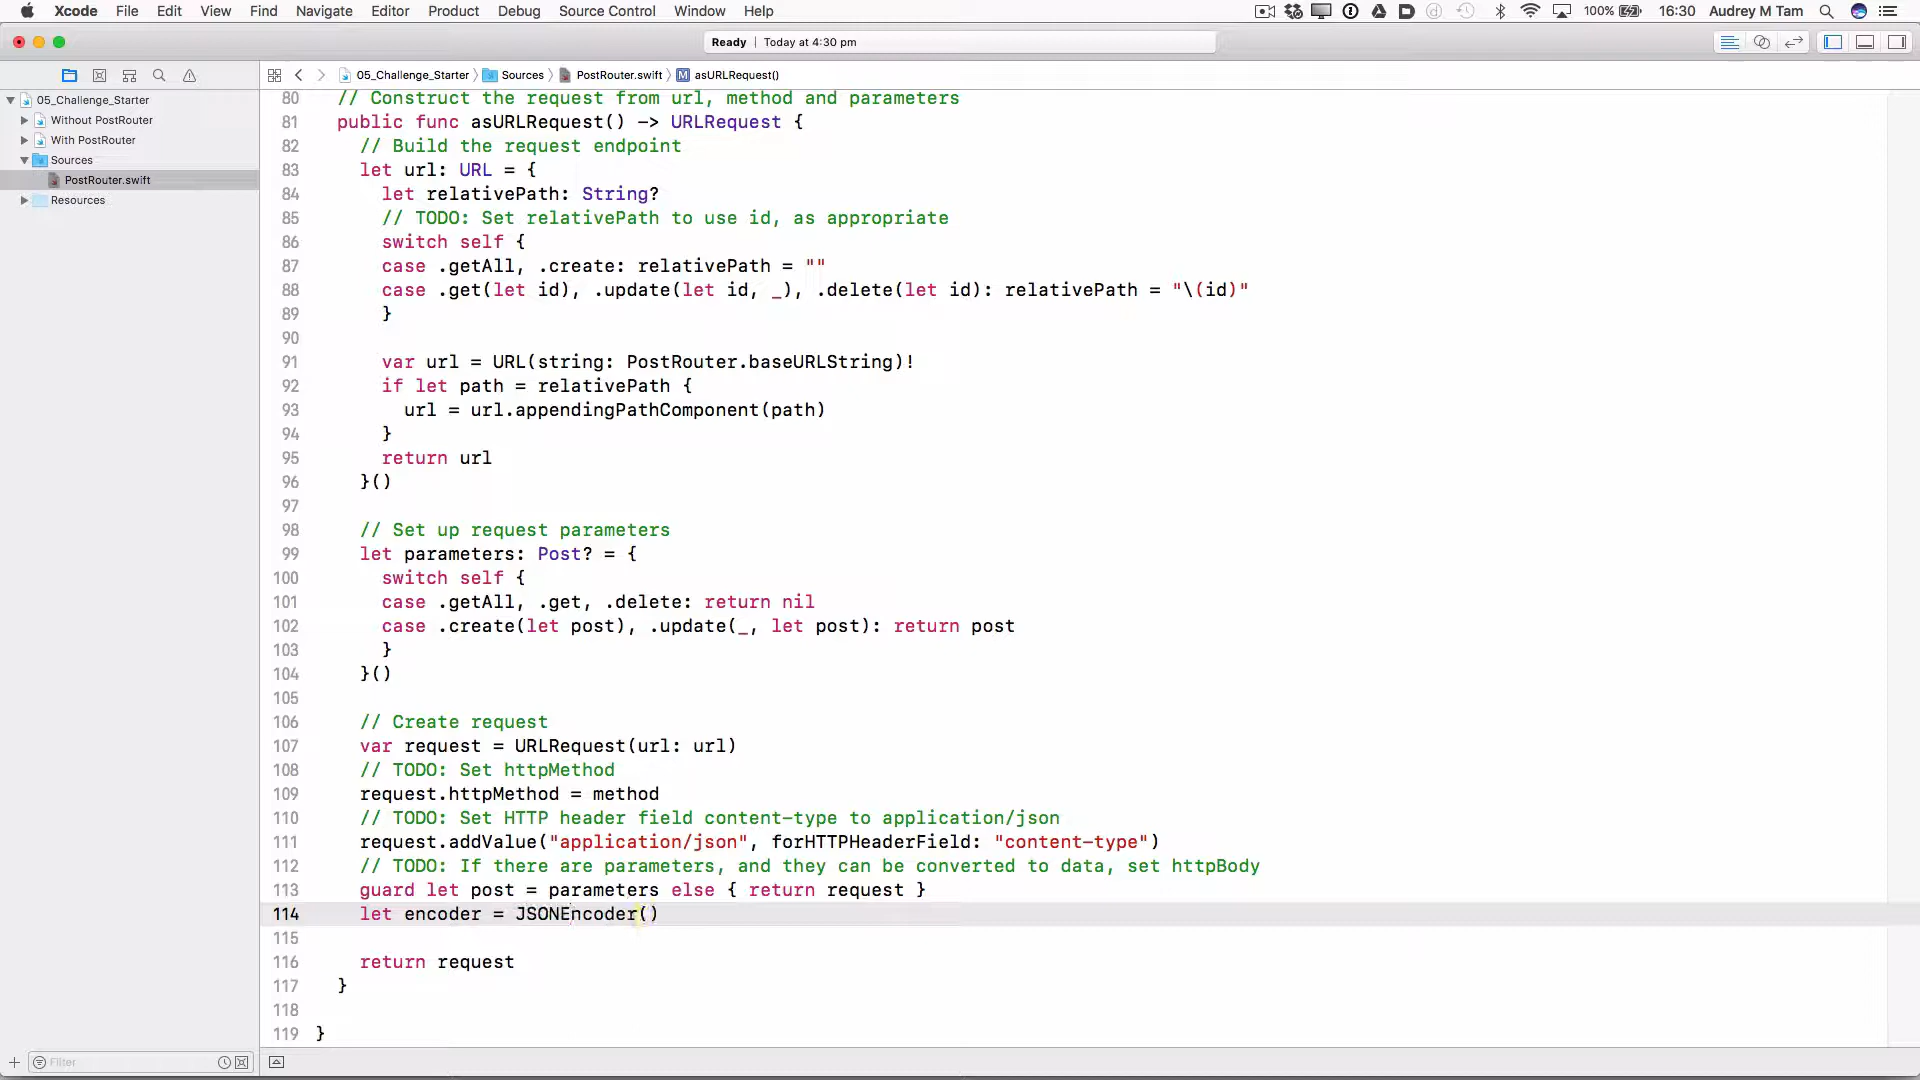 Xcode File Edit View Find Navigate Editor Product Debug Source Control Window Help 100% 16:30 Audrey M Tam
Ready | Today at 4:30 pm
05_Challenge_Starter Sources PostRouter.swift M asURLRequest()
05_Challenge_Starter
Without PostRouter
With PostRouter
Sources
PostRouter.swift
Resources
80 // Construct the request from url, method and parameters
81 public func asURLRequest() -> URLRequest {
82 // Build the request endpoint
83 let url: URL = {
84 let relativePath: String?
85 // TODO: Set relativePath to use id, as appropriate
86 switch self {
87 case .getAll, .create: relativePath = ""
88 case .get(let id), .update(let id, _), .delete(let id): relativePath = "\(id)"
89 }
90
91 var url = URL(string: PostRouter.baseURLString)!
92 if let path = relativePath {
93 url = url.appendingPathComponent(path)
94 }
95 return url
96 }()
97
98 // Set up request parameters
99 let parameters: Post? = {
100 switch self {
101 case .getAll, .get, .delete: return nil
102 case .create(let post), .update(_, let post): return post
103 }
104 }()
105
106 // Create request
107 var request = URLRequest(url: url)
108 // TODO: Set httpMethod
109 request.httpMethod = method
110 // TODO: Set HTTP header field content-type to application/json
111 request.addValue("application/json", forHTTPHeaderField: "content-type")
112 // TODO: If there are parameters, and they can be converted to data, set httpBody
113 guard let post = parameters else { return request }
114 let encoder = JSONEncoder()
115
116 return request
117 }
118
119 }
Filter